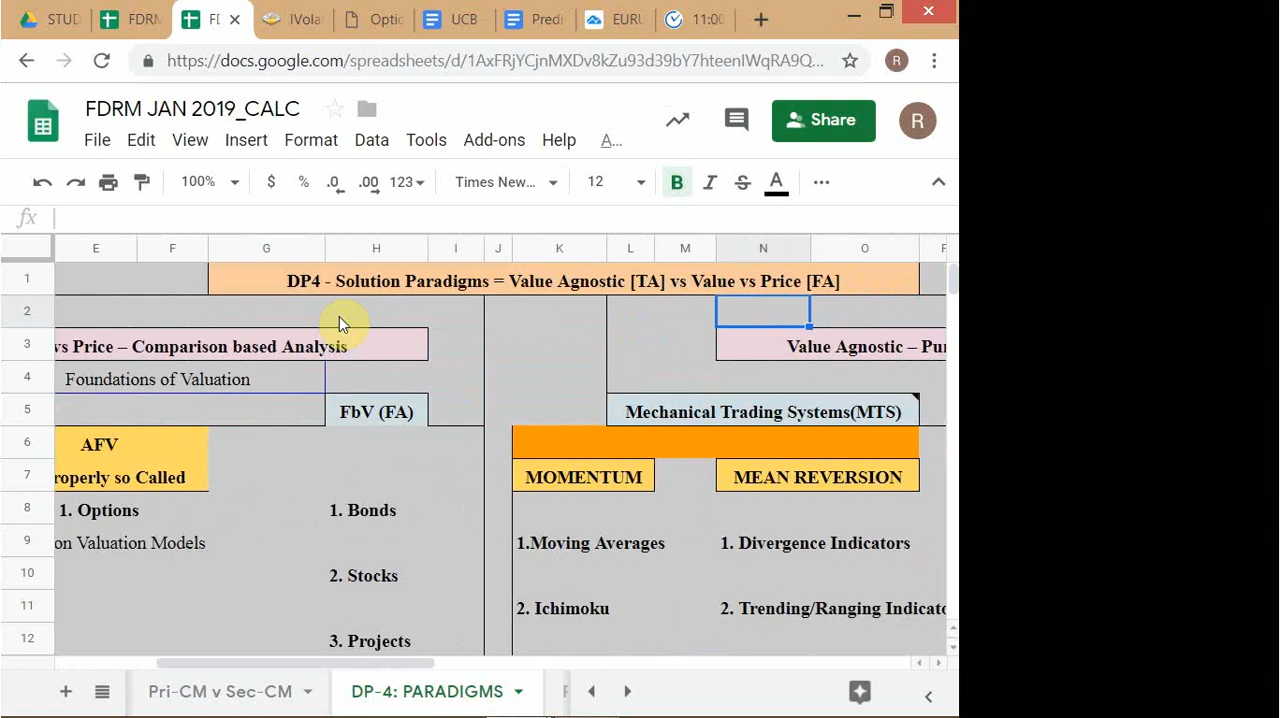 STUD
FDRM
FD
IVola
Optic
UCB
Predi
EURU
11:00
https://docs.google.com/spreadsheets/d/1AxFRjYCjnMXDv8kZu93d39bY7hteenIWqRA9Q...
R
FDRM JAN 2019_CALC
Share
R
File Edit View Insert Format Data Tools Add-ons Help A...
100% $ % .0 .00 123 Times New... 12 B I S A ...
fx
E F G H I J K L M N O P
1 DP4 - Solution Paradigms = Value Agnostic [TA] vs Value vs Price [FA]
2
3 vs Price – Comparison based Analysis Value Agnostic – Pur
4 Foundations of Valuation
5 FbV (FA) Mechanical Trading Systems(MTS)
6 AFV
7 roperly so Called MOMENTUM MEAN REVERSION
8 1. Options 1. Bonds
9 on Valuation Models 1.Moving Averages 1. Divergence Indicators
10 2. Stocks
11 2. Ichimoku 2. Trending/Ranging Indicato
12 3. Projects
Pri-CM v Sec-CM DP-4: PARADIGMS